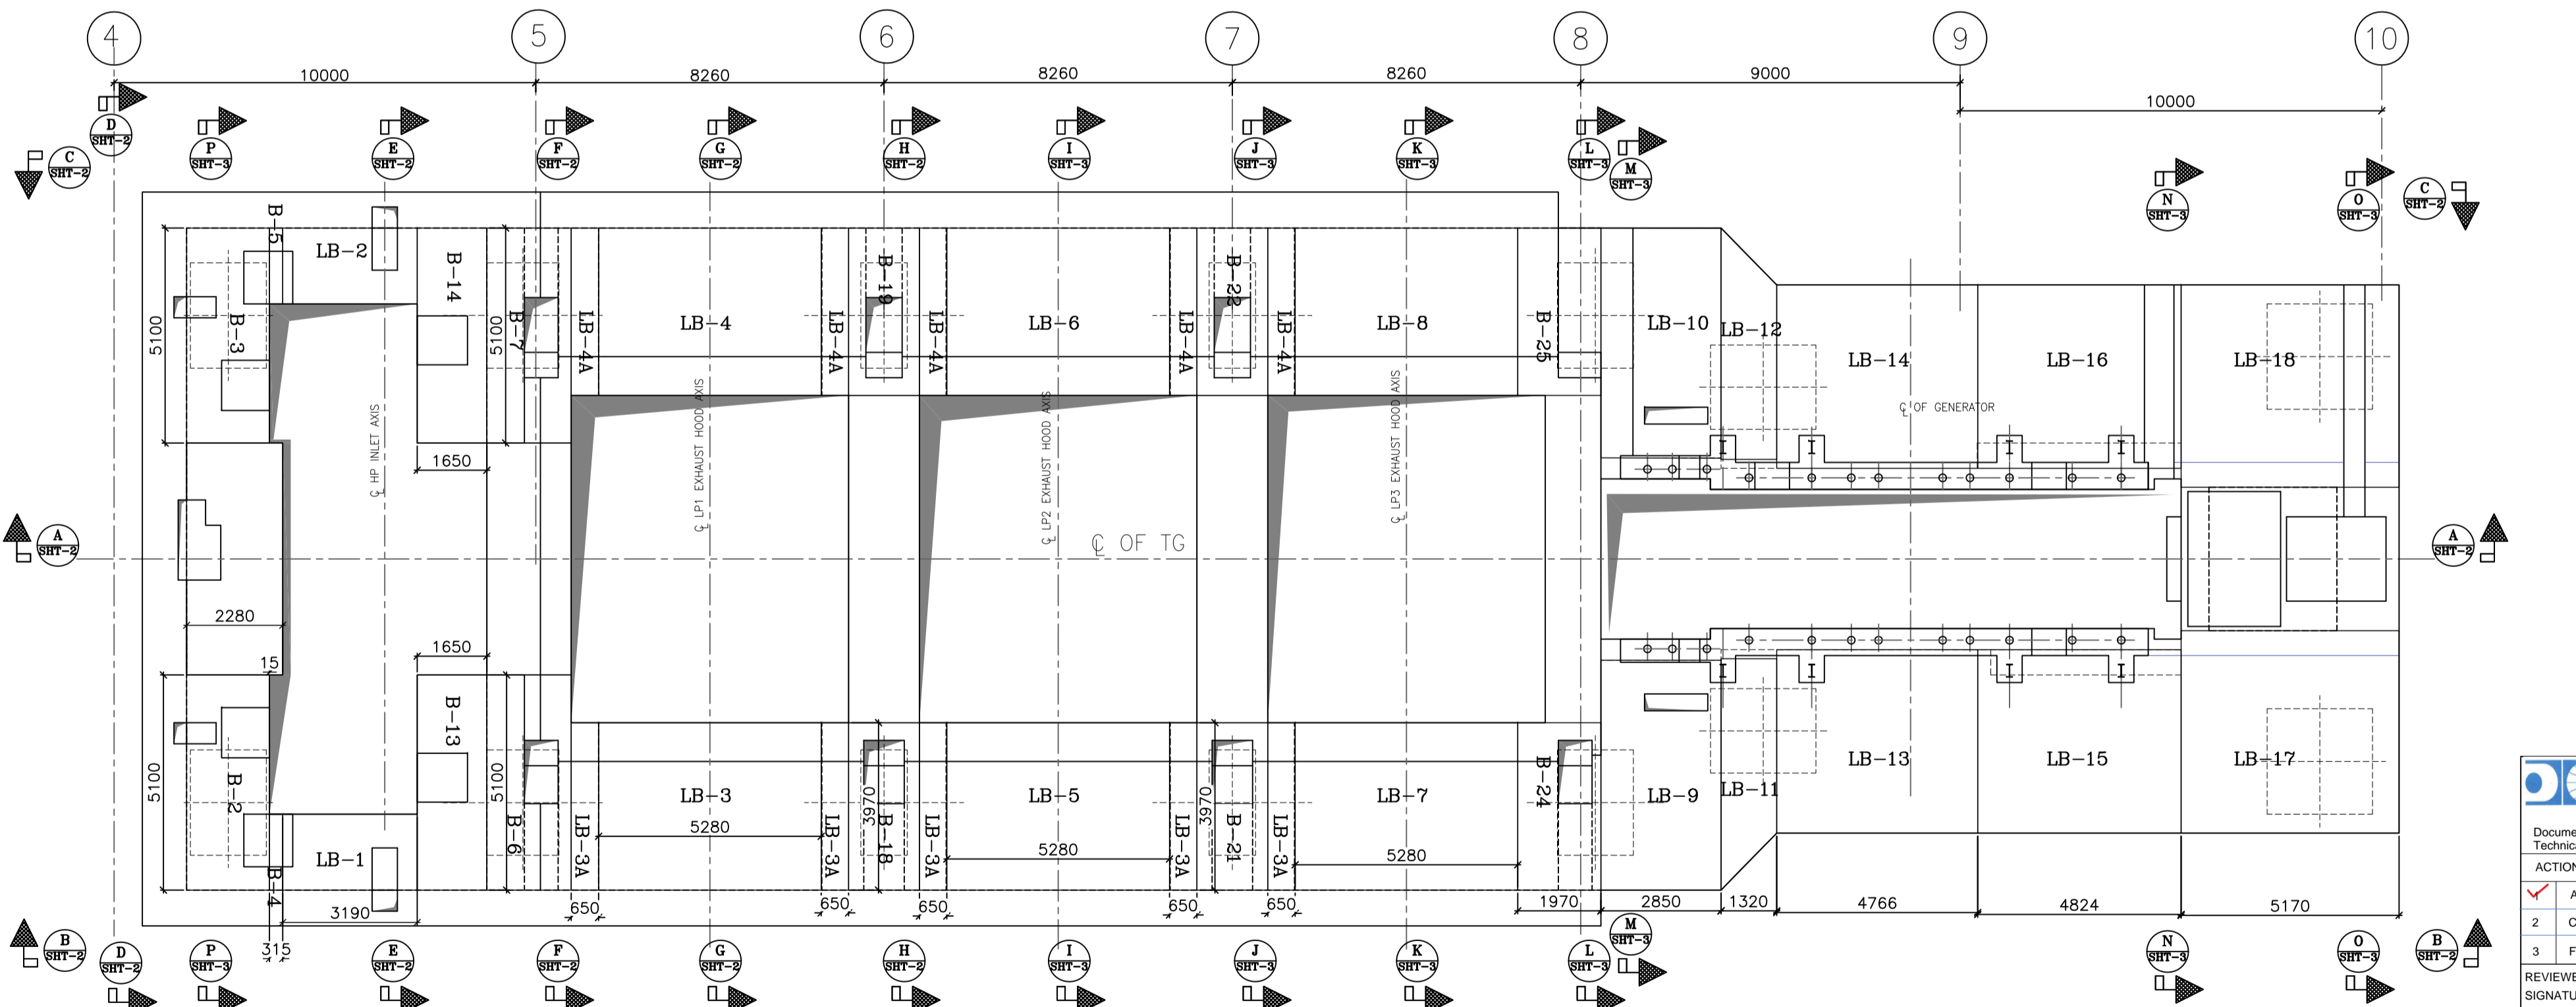 4 5 6 7 8 9 10
10000 8260 8260 8260 9000
10000
D SHT-2
C SHT-2
P SHT-3
E SHT-2
F SHT-2
G SHT-2
H SHT-2
I SHT-3
J SHT-3
K SHT-3
L SHT-3
M SHT-3
N SHT-3
O SHT-3
C SHT-2
B-5
LB-2
B-14
B-3
5100
5100
B-7
LB-4A
LB-4
LB-4A
B-19
LB-4A
LB-6
LB-4A
B-22
LB-4A
LB-8
B-25
LB-10
LB-12
LB-14
LB-16
LB-18
℄ HP INLET AXIS
1650
℄ LP1 EXHAUST HOOD AXIS
℄ LP2 EXHAUST HOOD AXIS
℄ LP3 EXHAUST HOOD AXIS
℄ OF GENERATOR
A SHT-2
℄ OF TG
A SHT-2
2280
15
1650
I I I I
I I I I
5100
B-2
B-13
5100
B-6
LB-3A
LB-3
5280
LB-3A
3970
B-18
LB-3A
LB-5
5280
LB-3A
3970
B-21
LB-3A
LB-7
5280
B-24
LB-9
LB-11
LB-13
LB-15
LB-17
LB-1
B-4
3190
315
650 650 650 650 650
1970 2850 1320 4766 4824 5170
B SHT-2
D SHT-2
P SHT-3
E SHT-2
F SHT-2
G SHT-2
H SHT-2
I SHT-3
J SHT-3
K SHT-3
L SHT-3
M SHT-3
N SHT-3
O SHT-3
B SHT-2
Docume
Technic
ACTION
1 A
2 C
3 F
REVIEWE
SIGNATU